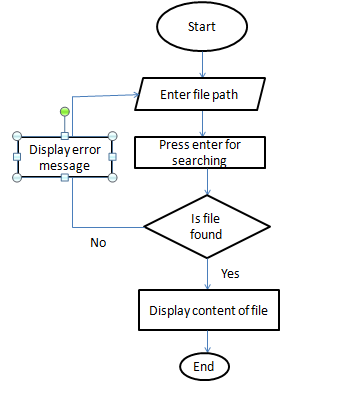 Start
Enter file path
Press enter for
searching
Display error
message
Is file
found
No
Yes
Display content of file
End